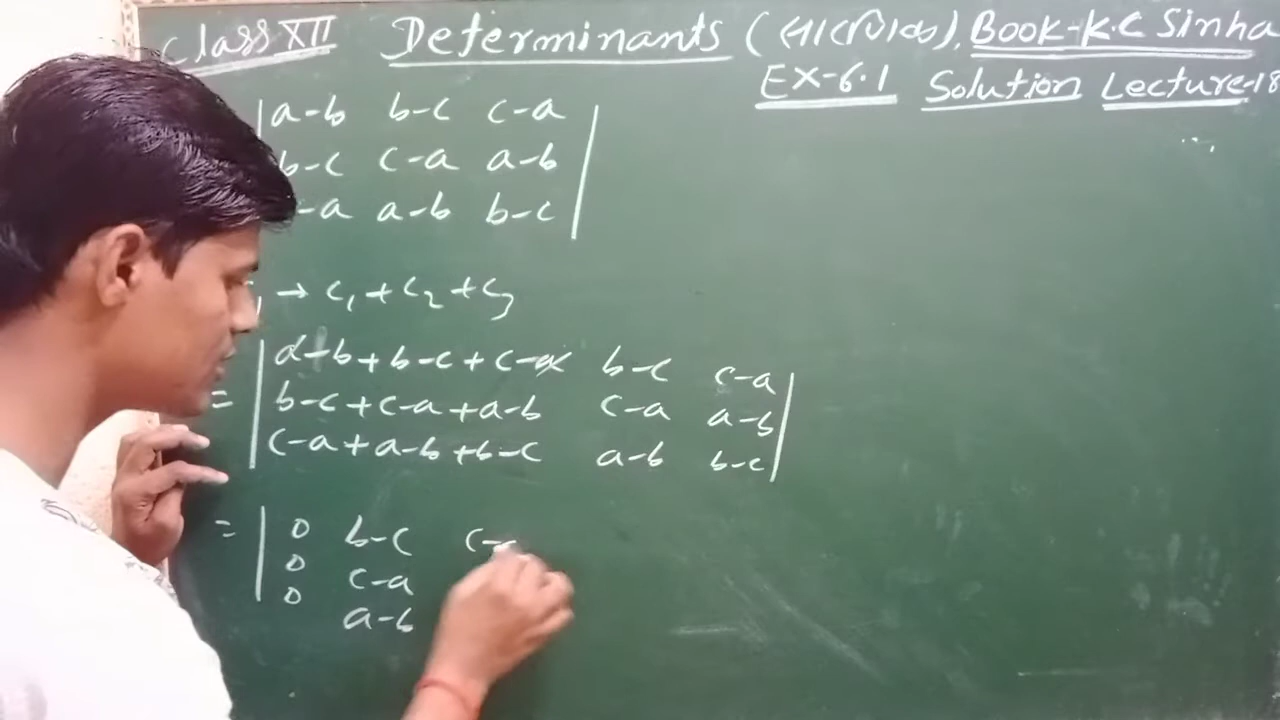 Class XII Determinants (सारणिक), Book-K.C Sinha
EX-6.1 Solution Lecture-18
a-b b-c c-a
b-c c-a a-b
-a a-b b-c
→ C₁+C₂+C₃
a-b+b-c+c-a b-c c-a
= b-c+c-a+a-b c-a a-b
c-a+a-b+b-c a-b b-c
= 0 b-c c-
0 c-a
0 a-b